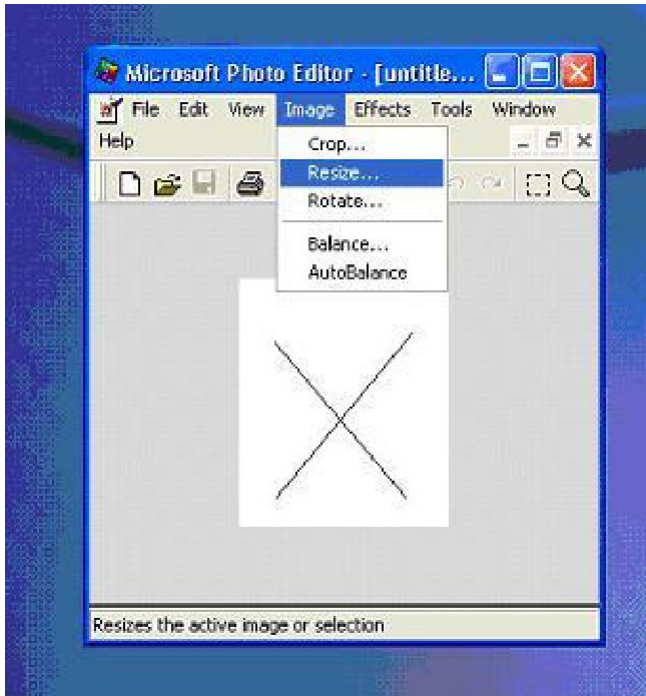 Microsoft Photo Editor - [untitle...
File Edit View Image Effects Tools Window
Help
Crop...
Resize...
Rotate...
Balance...
AutoBalance
Resizes the active image or selection